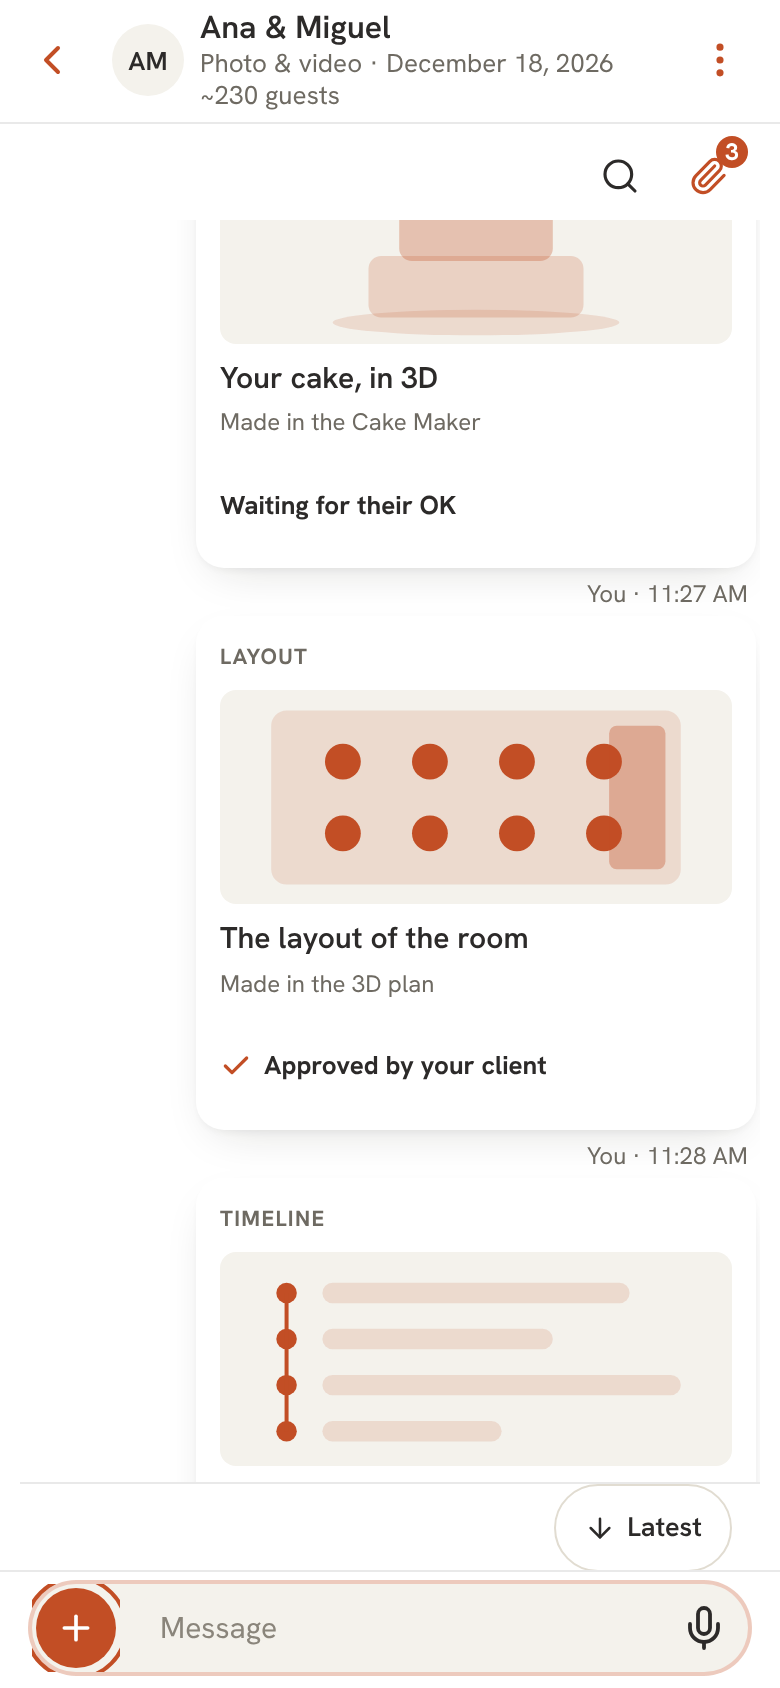 Ana & Miguel
AM
Photo & video · December 18, 2026
~230 guests
3
Your cake, in 3D
Made in the Cake Maker
Waiting for their OK
You · 11:27 AM
LAYOUT
The layout of the room
Made in the 3D plan
Approved by your client
You · 11:28 AM
TIMELINE
Latest
Message